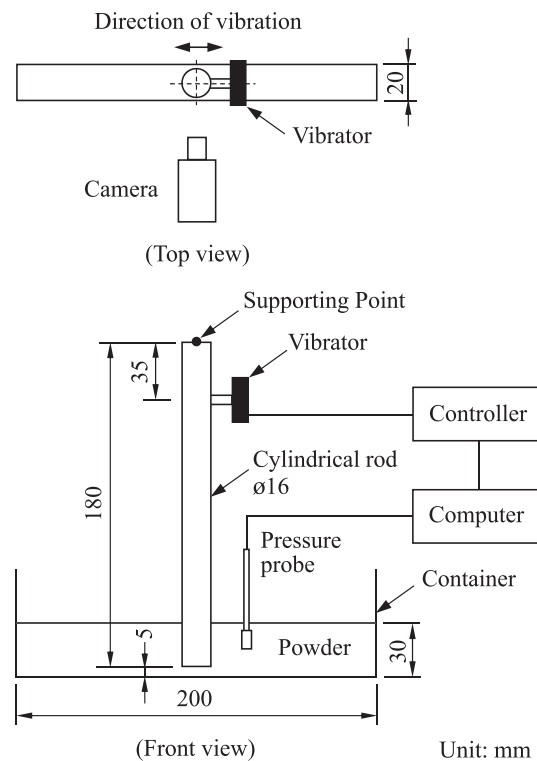 Direction of vibration
20
Vibrator
Camera
(Top view)
Supporting Point
Vibrator
35
Controller
Cylindrical rod
ø16
180
Computer
Pressure
probe
Container
5
Powder
30
200
(Front view)
Unit: mm